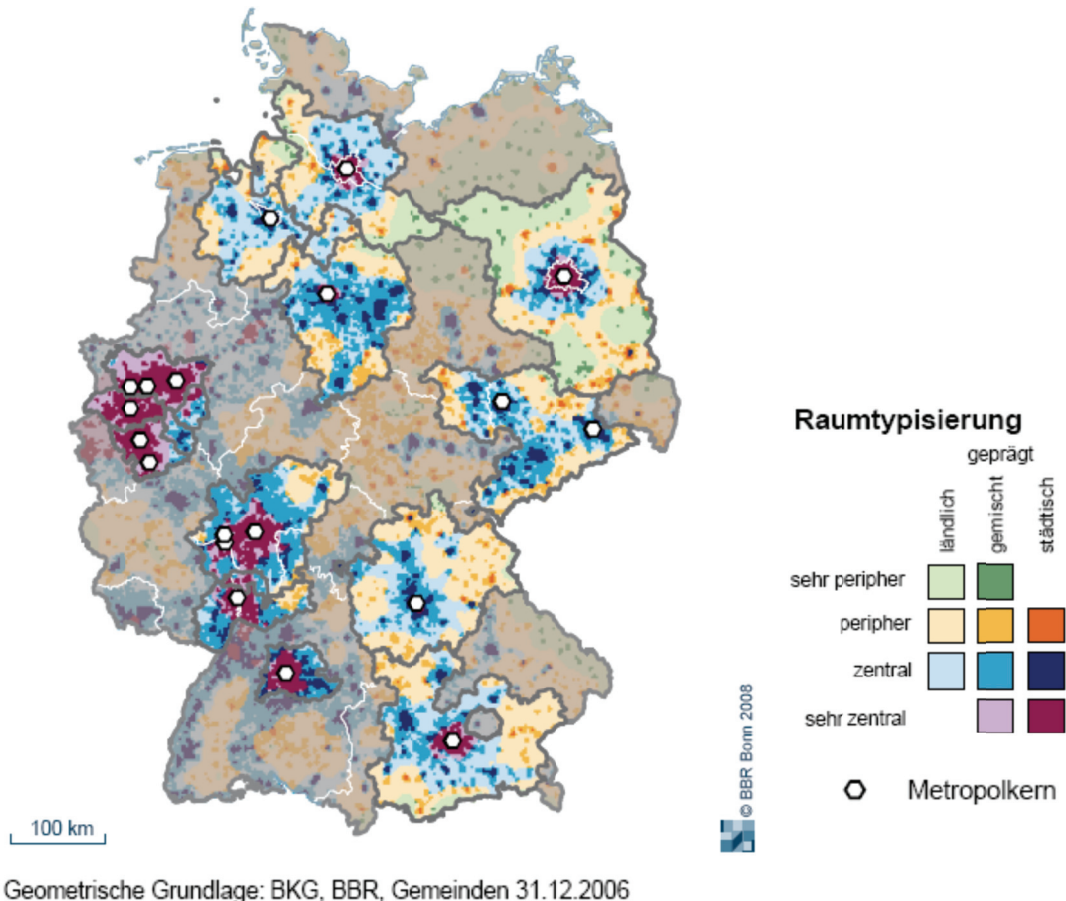 Raumtypisierung
geprägt
ländlich
gemischt
städtisch
sehr peripher
peripher
zentral
sehr zentral
Metropolkern
© BBR Bonn 2008
100 km
Geometrische Grundlage: BKG, BBR, Gemeinden 31.12.2006